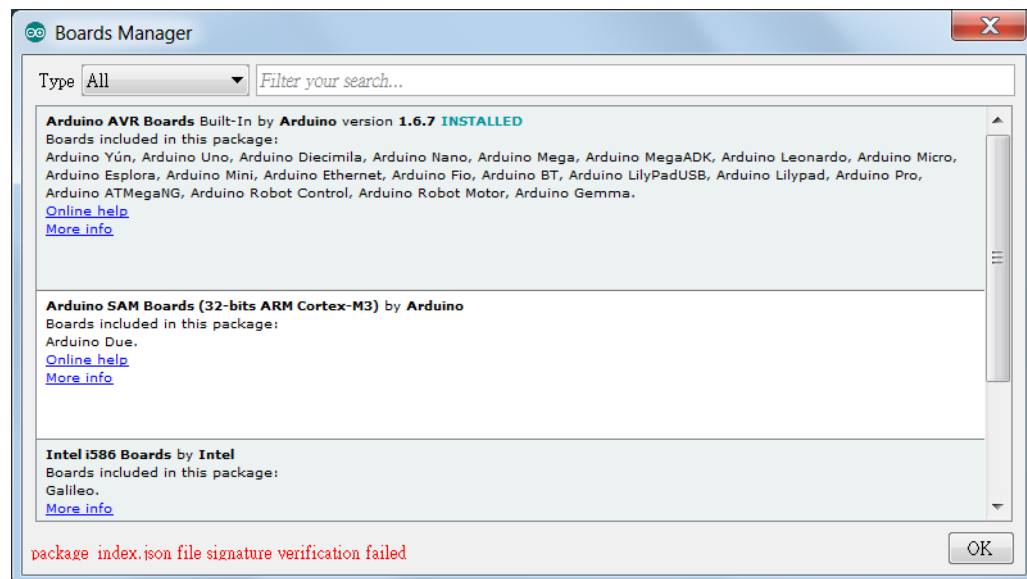 Boards Manager
Type All Filter your search...
Arduino AVR Boards Built-In by Arduino version 1.6.7 INSTALLED
Boards included in this package:
Arduino Yún, Arduino Uno, Arduino Diecimila, Arduino Nano, Arduino Mega, Arduino MegaADK, Arduino Leonardo, Arduino Micro,
Arduino Esplora, Arduino Mini, Arduino Ethernet, Arduino Fio, Arduino BT, Arduino LilyPadUSB, Arduino Lilypad, Arduino Pro,
Arduino ATMegaNG, Arduino Robot Control, Arduino Robot Motor, Arduino Gemma.
Online help
More info
Arduino SAM Boards (32-bits ARM Cortex-M3) by Arduino
Boards included in this package:
Arduino Due.
Online help
More info
Intel i586 Boards by Intel
Boards included in this package:
Galileo.
More info
package_index.json file signature verification failed
OK